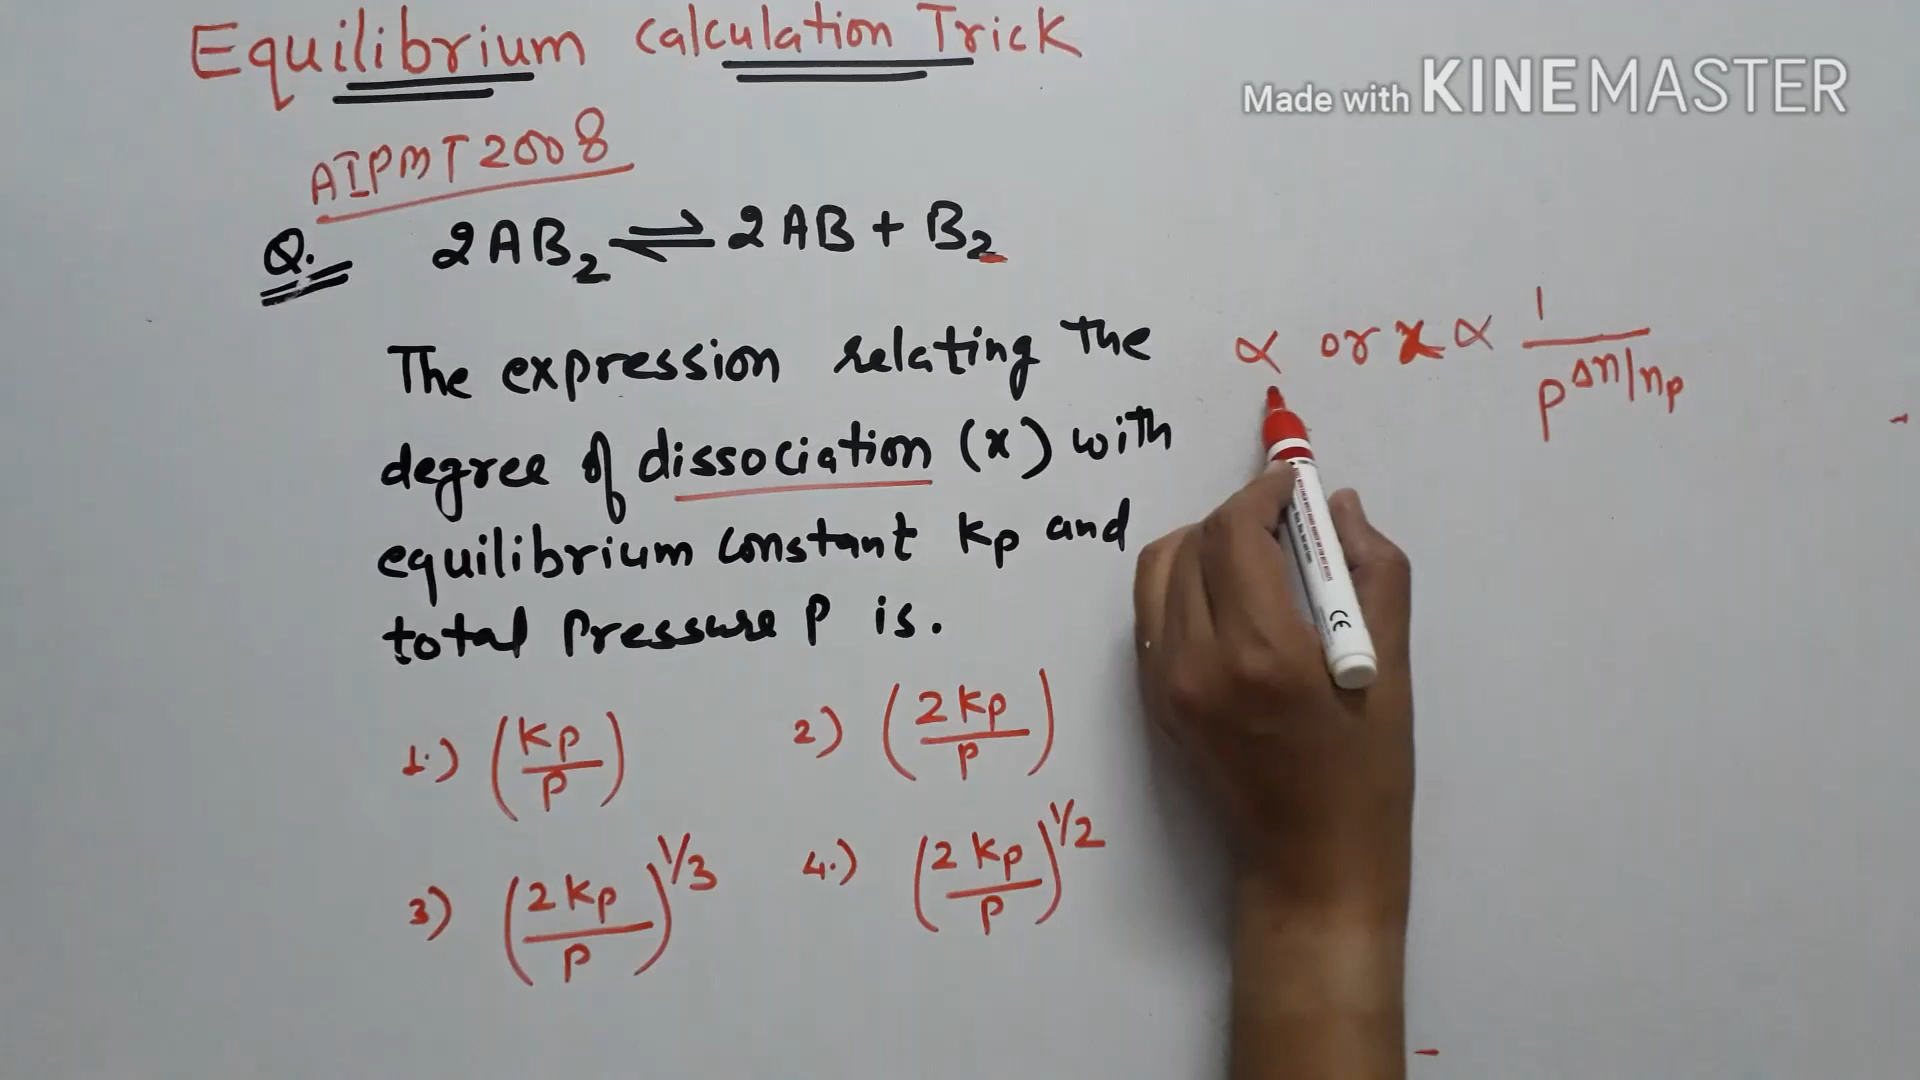 Equilibrium Calculation Trick
Made with KINEMASTER
AIPMT 2008
Q. 2AB₂ ⇌ 2AB + B₂
The expression relating the
degree of dissociation (x) with
equilibrium constant Kp and
total Pressure P is.
∝ or x ∝ 1/P^Δn/np
1.) (Kp/P) 2) (2Kp/P)
3) (2Kp/P)^1/3 4.) (2Kp/P)^1/2
CE